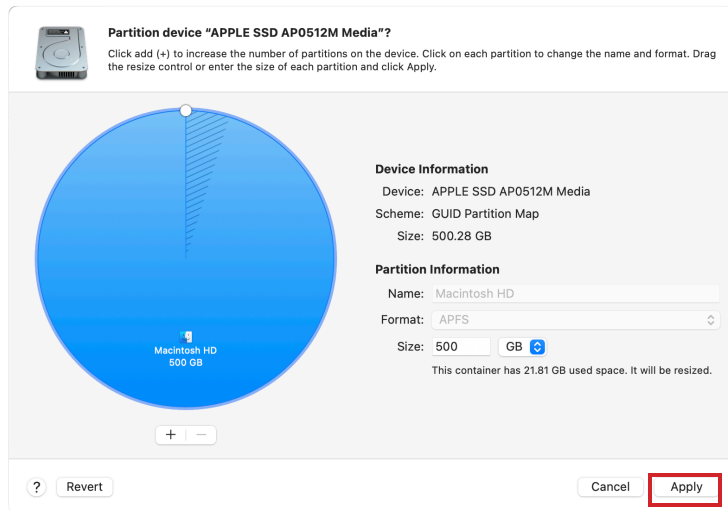 Partition device “APPLE SSD AP0512M Media”?
Click add (+) to increase the number of partitions on the device. Click on each partition to change the name and format. Drag
the resize control or enter the size of each partition and click Apply.
Macintosh HD
500 GB
+ −
Device Information
Device: APPLE SSD AP0512M Media
Scheme: GUID Partition Map
Size: 500.28 GB
Partition Information
Name: Macintosh HD
Format: APFS
Size: 500 GB
This container has 21.81 GB used space. It will be resized.
? Revert Cancel Apply